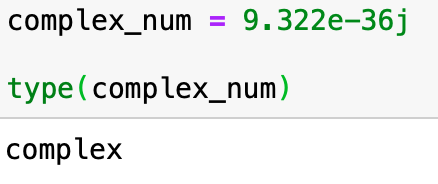 complex_num = 9.322e-36j
type(complex_num)
complex